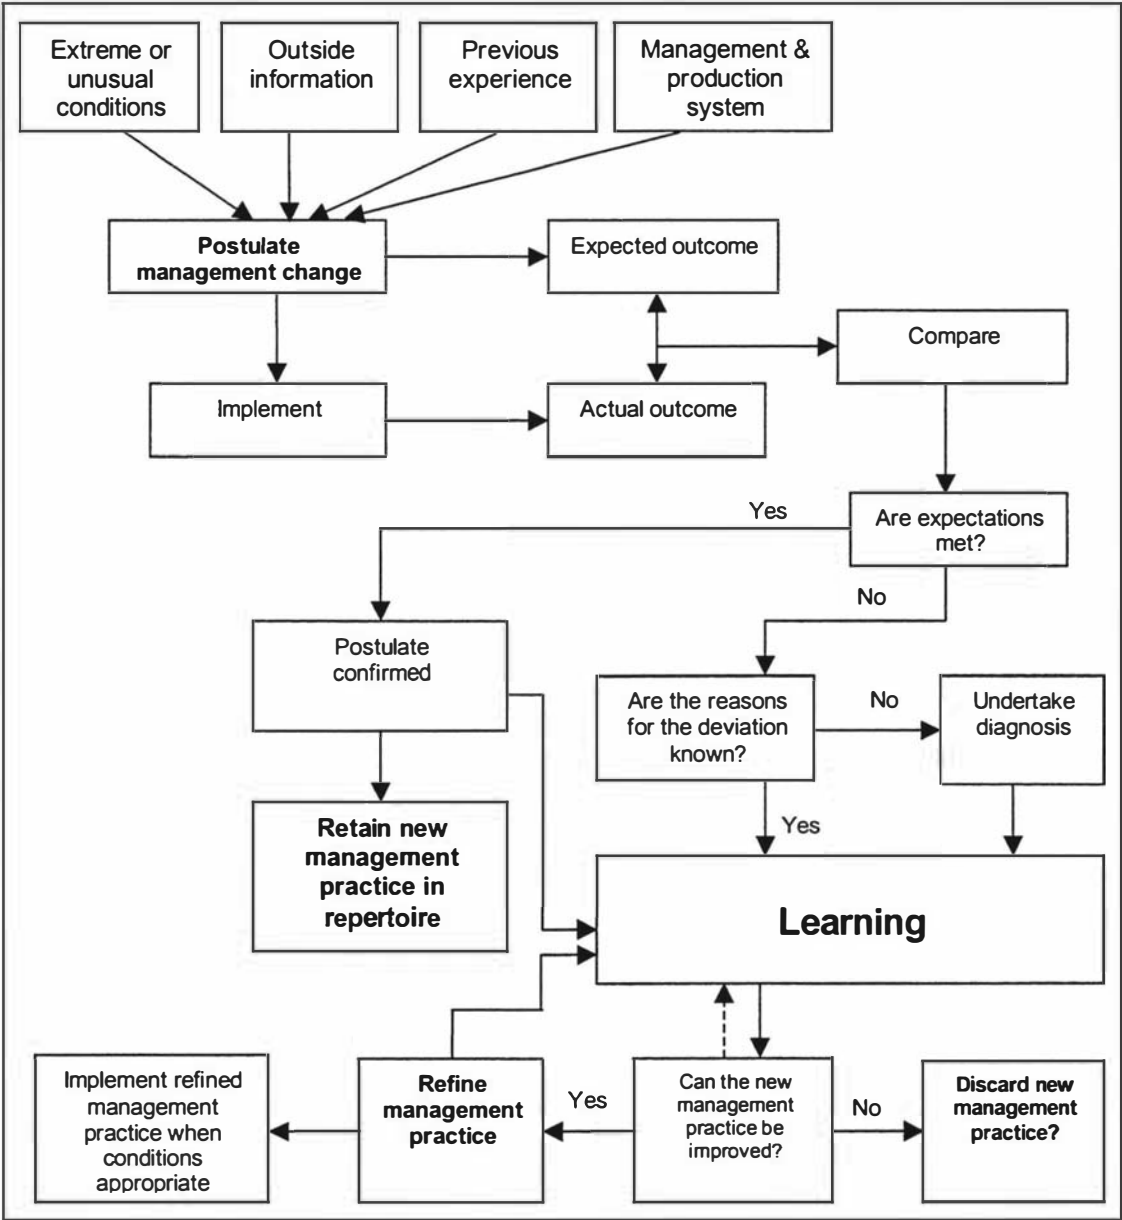 Extreme or
unusual
conditions
Outside
information
Previous
experience
Management &
production
system
Postulate
management change
Expected outcome
Compare
Implement
Actual outcome
Yes
Are expectations
met?
No
Postulate
confirmed
Are the reasons
for the deviation
known?
No
Undertake
diagnosis
Yes
Retain new
management
practice in
repertoire
Learning
Implement refined
management
practice when
conditions
appropriate
Refine
management
practice
Yes
Can the new
management
practice be
improved?
No
Discard new
management
practice?